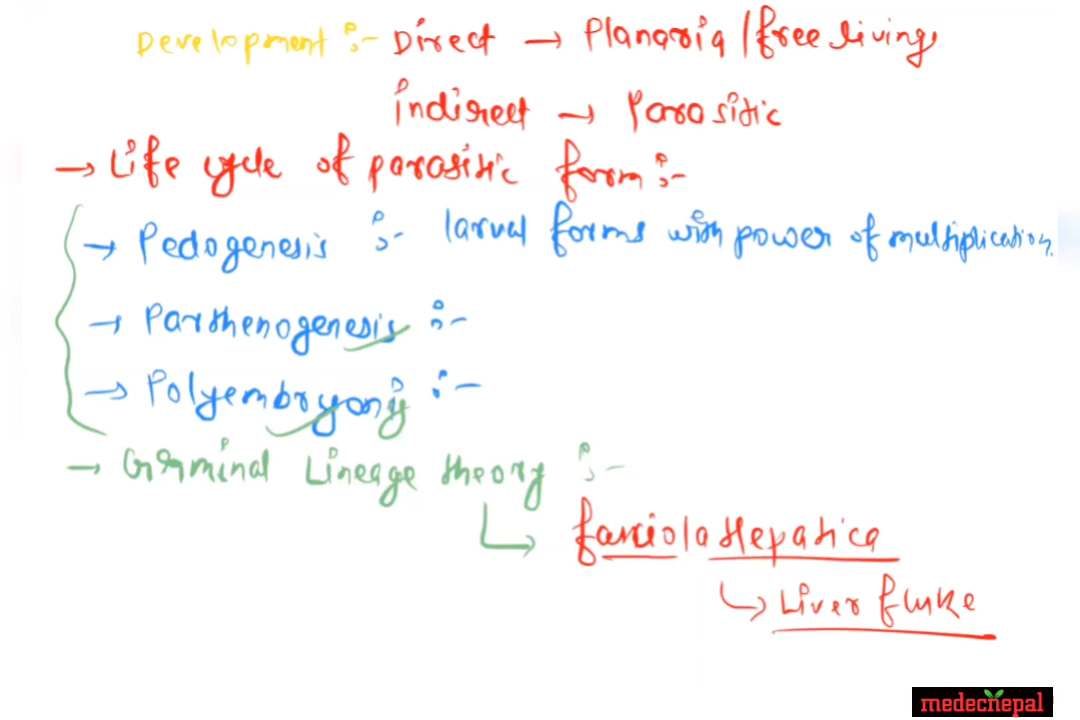 Development :- Direct → Planaria / free living
indirect → Parasitic
→ Life cycle of parasitic form :-
→ Pedogenesis :- larval forms with power of multiplication.
→ Parthenogenesis :-
→ Polyembryony :-
→ Germinal Lineage theory :-
↳ fasciola Hepatica
↳ Liver fluke
medecnepal